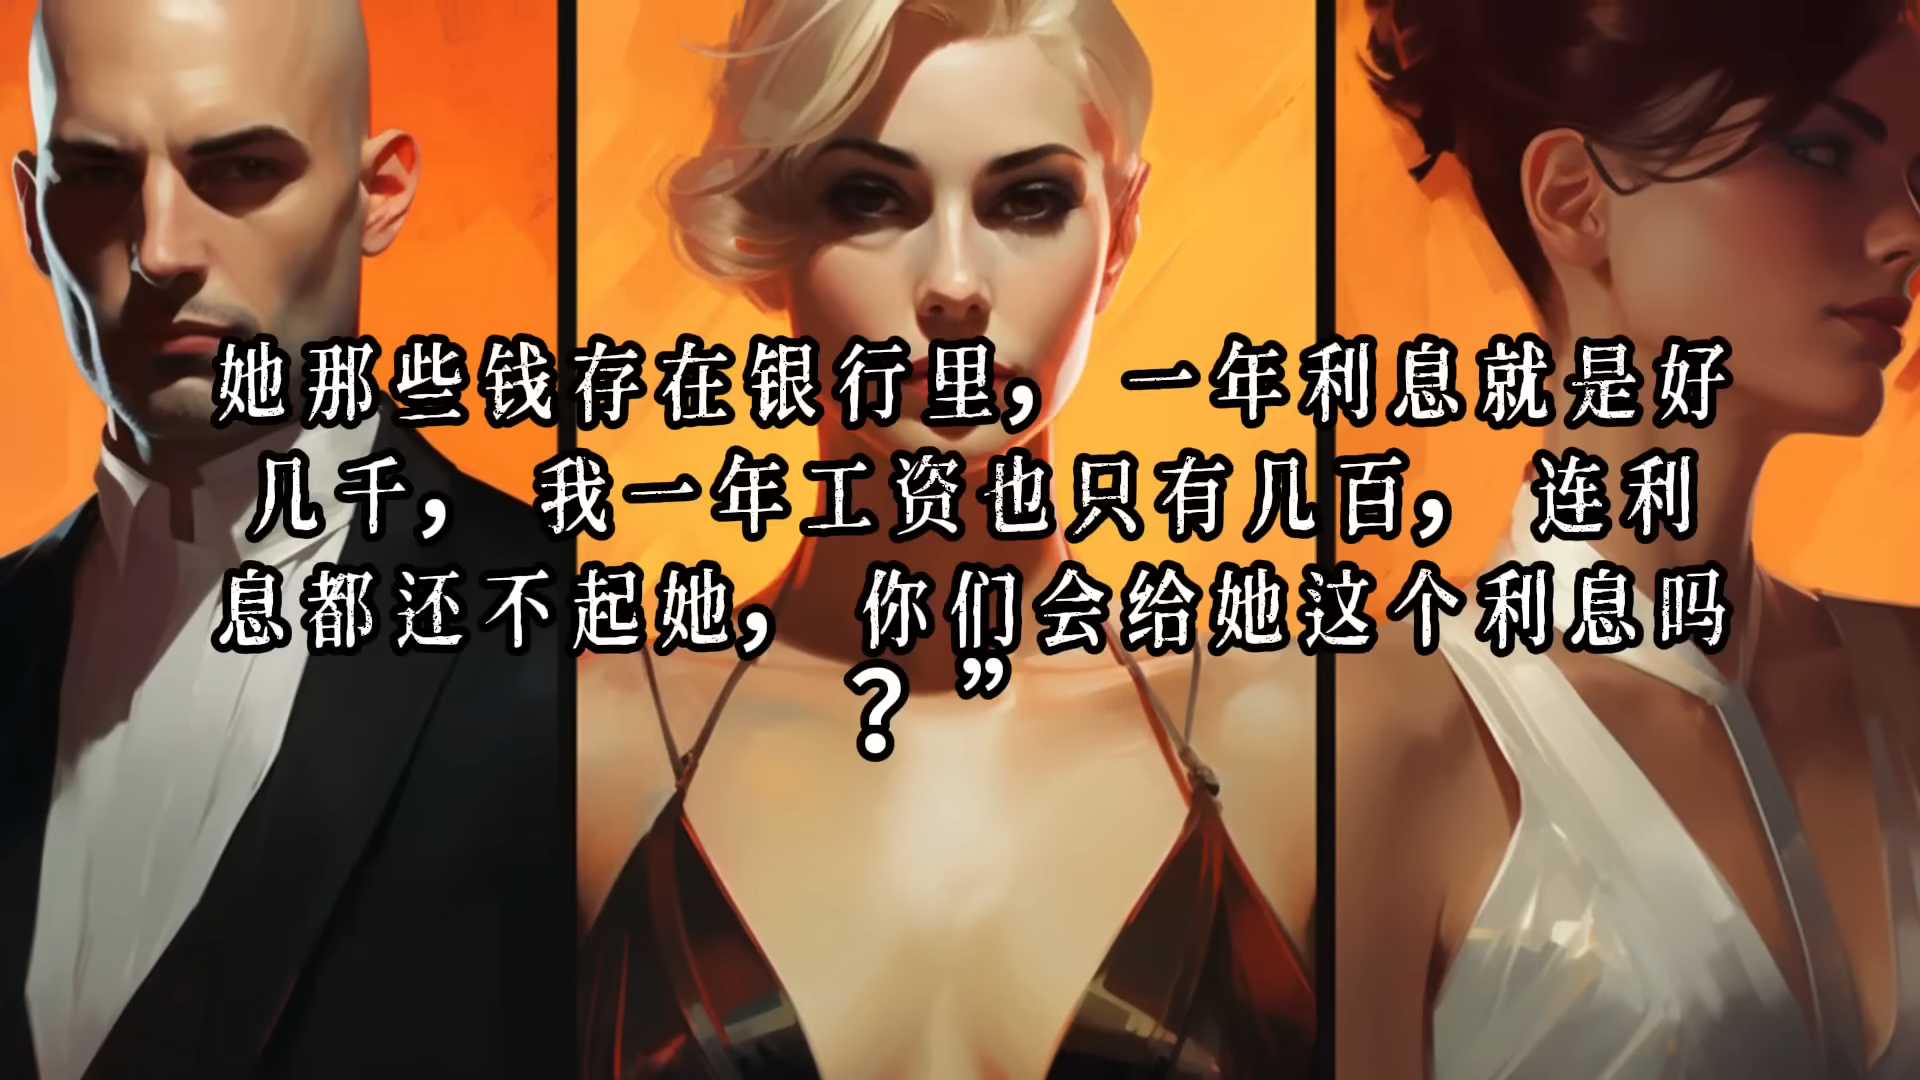 她那些钱存在银行里，一年利息就是好
几千，我一年工资也只有几百，连利
息都还不起她，你们会给她这个利息吗
？”